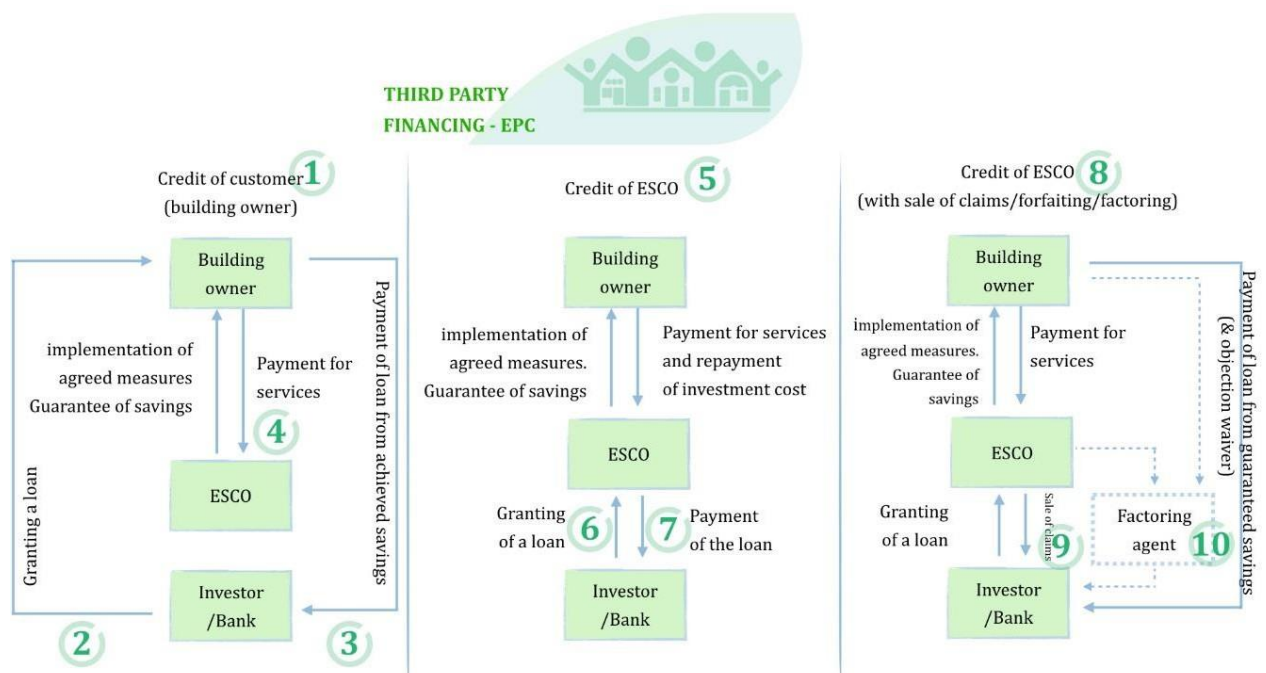 THIRD PARTY
FINANCING - EPC
1
Credit of customer
(building owner)
Building
owner
implementation of
agreed measures
Guarantee of savings
Payment for
services
4
ESCO
Granting a loan
Payment of loan from achieved savings
Investor
/Bank
2
3
5
Credit of ESCO
Building
owner
implementation of
agreed measures.
Guarantee of savings
Payment for services
and repayment
of investment cost
ESCO
Granting
of a loan
6
7
Payment
of the loan
Investor
/Bank
8
Credit of ESCO
(with sale of claims/forfaiting/factoring)
Building
owner
implementation of
agreed measures.
Guarantee of
savings
Payment for
services
ESCO
Granting
of a loan
Sale of claims
9
Factoring
agent
10
Investor
/Bank
Payment of loan from guaranteed savings
(& objection waiver)